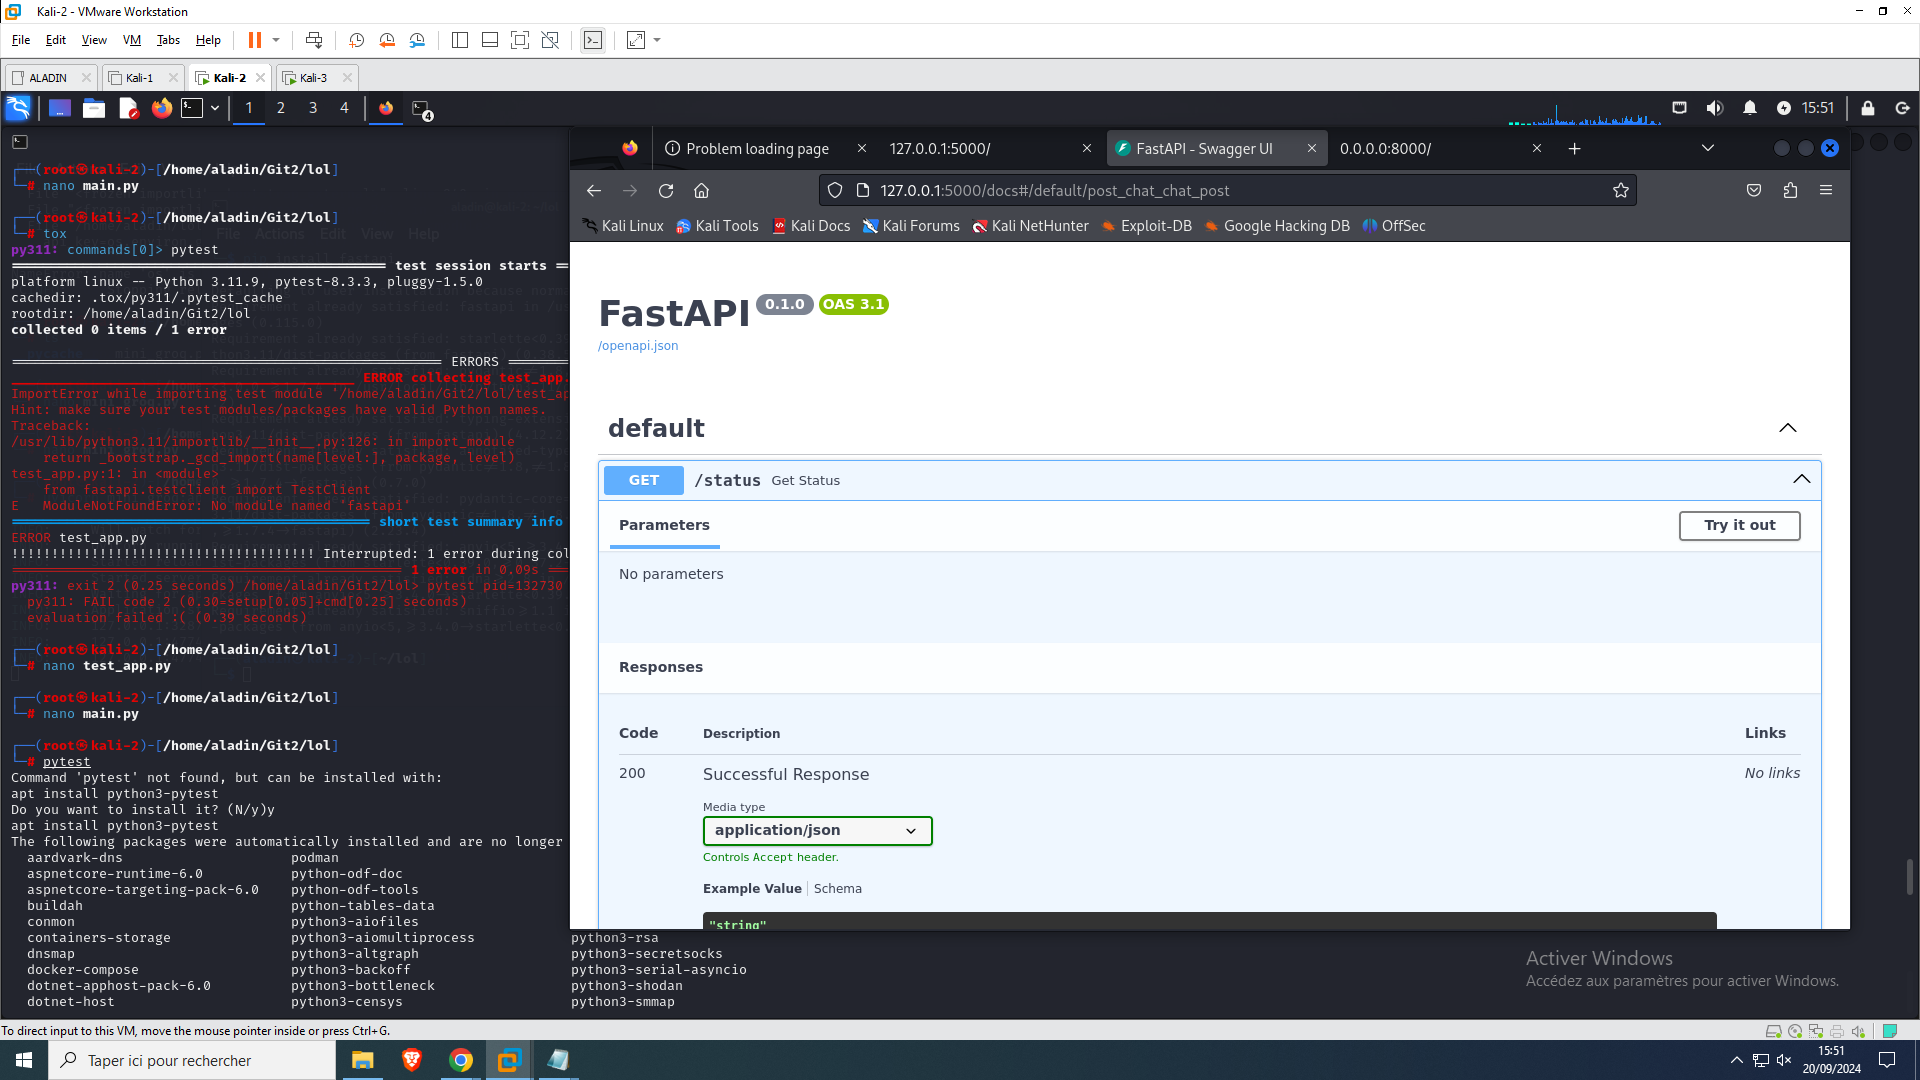 Kali-2 - VMware Workstation
File Edit View VM Tabs Help
ALADIN Kali-1 Kali-2 Kali-3
1 2 3 4 4 15:51
┌──(root㉿kali-2)-[/home/aladin/Git2/lol]
└─# nano main.py
┌──(root㉿kali-2)-[/home/aladin/Git2/lol]
└─# tox
py311: commands[0]> pytest
test session starts
platform linux -- Python 3.11.9, pytest-8.3.3, pluggy-1.5.0
cachedir: .tox/py311/.pytest_cache
rootdir: /home/aladin/Git2/lol
collected 0 items / 1 error
ERRORS
ERROR collecting test_app.
ImportError while importing test module '/home/aladin/Git2/lol/test_ap
Hint: make sure your test modules/packages have valid Python names.
Traceback:
/usr/lib/python3.11/importlib/__init__.py:126: in import_module
return _bootstrap._gcd_import(name[level:], package, level)
test_app.py:1: in <module>
from fastapi.testclient import TestClient
E ModuleNotFoundError: No module named 'fastapi'
short test summary info
ERROR test_app.py
!!!!!!!!!!!!!!!!!!!!!!!!!!!!!!!!!!!!!! Interrupted: 1 error during col
1 error in 0.09s
py311: exit 2 (0.25 seconds) /home/aladin/Git2/lol> pytest pid=132730
py311: FAIL code 2 (0.30=setup[0.05]+cmd[0.25] seconds)
evaluation failed :( (0.39 seconds)
┌──(root㉿kali-2)-[/home/aladin/Git2/lol]
└─# nano test_app.py
┌──(root㉿kali-2)-[/home/aladin/Git2/lol]
└─# nano main.py
┌──(root㉿kali-2)-[/home/aladin/Git2/lol]
└─# pytest
Command 'pytest' not found, but can be installed with:
apt install python3-pytest
Do you want to install it? (N/y)y
apt install python3-pytest
The following packages were automatically installed and are no longer
aardvark-dns podman
aspnetcore-runtime-6.0 python-odf-doc
aspnetcore-targeting-pack-6.0 python-odf-tools
buildah python-tables-data
conmon python3-aiofiles
containers-storage python3-aiomultiprocess python3-rsa
dnsmap python3-altgraph python3-secretsocks
docker-compose python3-backoff python3-serial-asyncio
dotnet-apphost-pack-6.0 python3-bottleneck python3-shodan
dotnet-host python3-censys python3-smmap
Problem loading page 127.0.0.1:5000/ FastAPI - Swagger UI 0.0.0.0:8000/
127.0.0.1:5000/docs#/default/post_chat_chat_post
Kali Linux Kali Tools Kali Docs Kali Forums Kali NetHunter Exploit-DB Google Hacking DB OffSec
FastAPI 0.1.0 OAS 3.1
/openapi.json
default
GET /status Get Status
Parameters Try it out
No parameters
Responses
Code Description Links
200 Successful Response No links
Media type
application/json
Controls Accept header.
Example Value Schema
"string"
Activer Windows
Accédez aux paramètres pour activer Windows.
To direct input to this VM, move the mouse pointer inside or press Ctrl+G.
Taper ici pour rechercher
15:51
20/09/2024